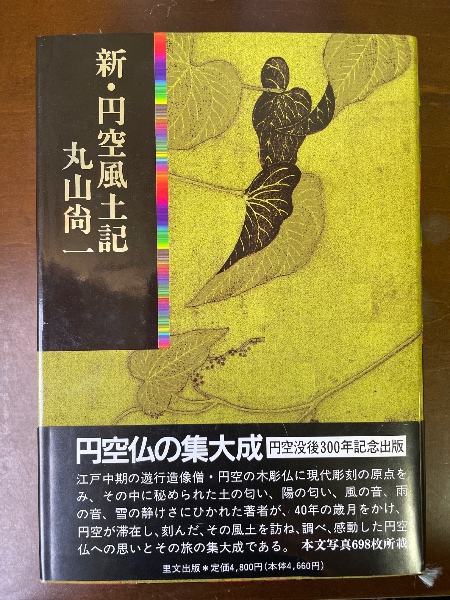 新・円空風土記
丸山尙一
円空仏の集大成
円空没後300年記念出版
江戸中期の遊行造像僧・円空の木彫仏に現代彫刻の原点を
み、その中に秘められた土の匂い、陽の匂い、風の音、雨
の音、雪の静けさにひかれた著者が、40年の歳月をかけ、
円空が滞在し、刻んだ、その風土を訪ね、調べ、感動した円空
仏への思いとその旅の集大成である。 本文写真698枚所載
里文出版＊定価4,800円(本体4,660円)